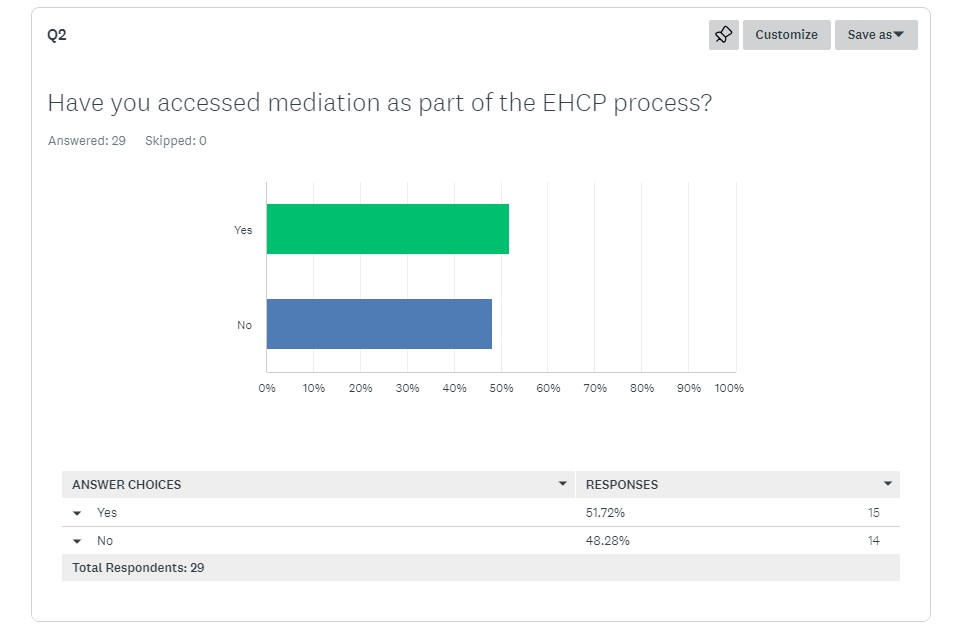 Q2
Customize
Save as
Have you accessed mediation as part of the EHCP process?
Answered: 29 Skipped: 0
Yes
No
0% 10% 20% 30% 40% 50% 60% 70% 80% 90% 100%
ANSWER CHOICES RESPONSES
Yes 51.72% 15
No 48.28% 14
Total Respondents: 29